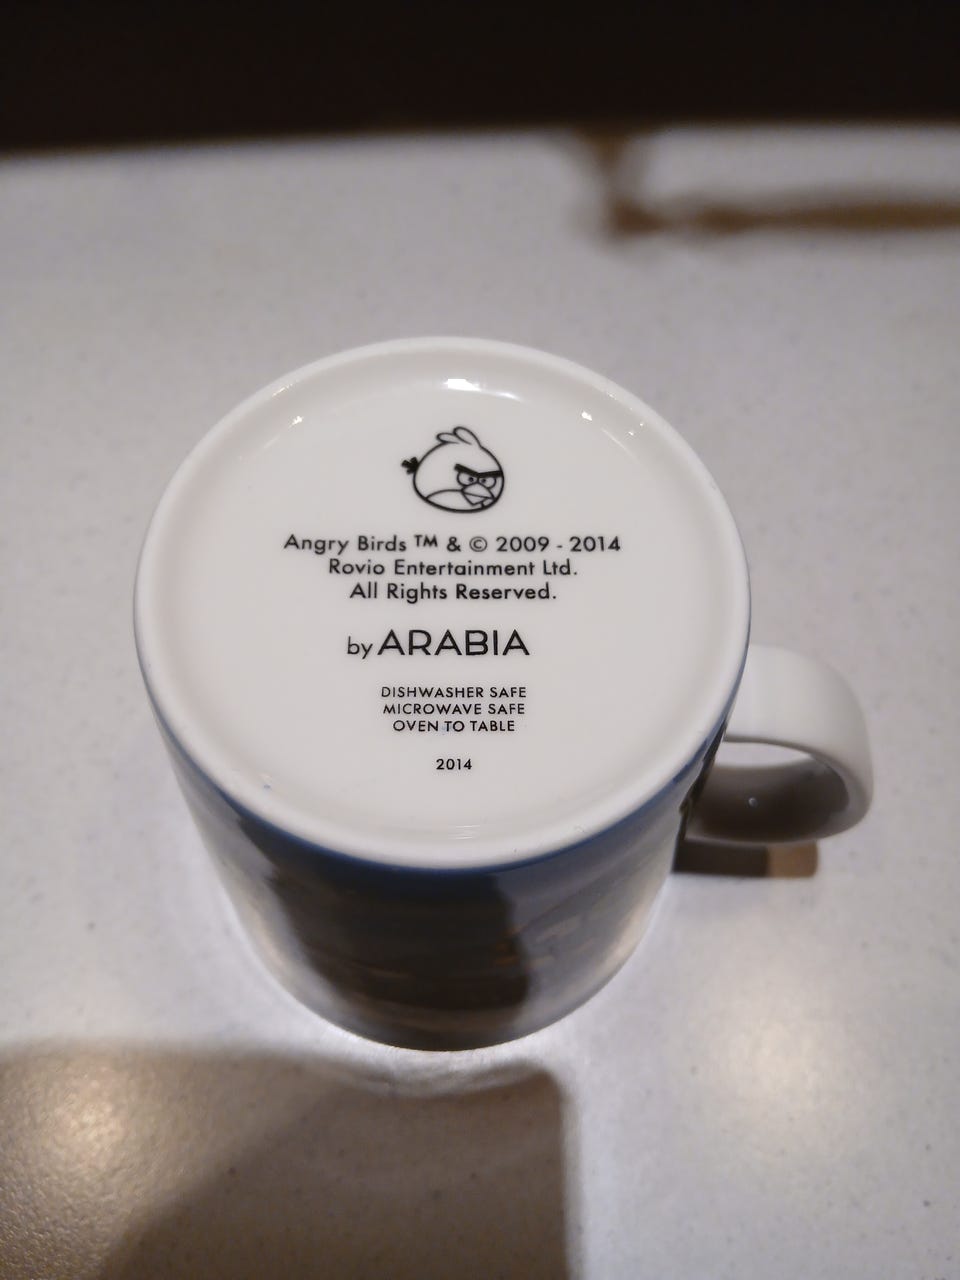 Angry Birds ™ & © 2009 - 2014
Rovio Entertainment Ltd.
All Rights Reserved.
by ARABIA
DISHWASHER SAFE
MICROWAVE SAFE
OVEN TO TABLE
2014